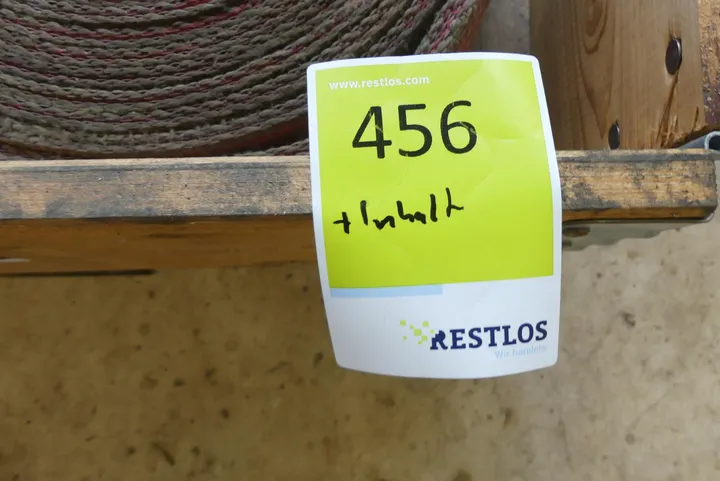 www.restlos.com
456
+ Inhalt
RESTLOS
Wir handeln.